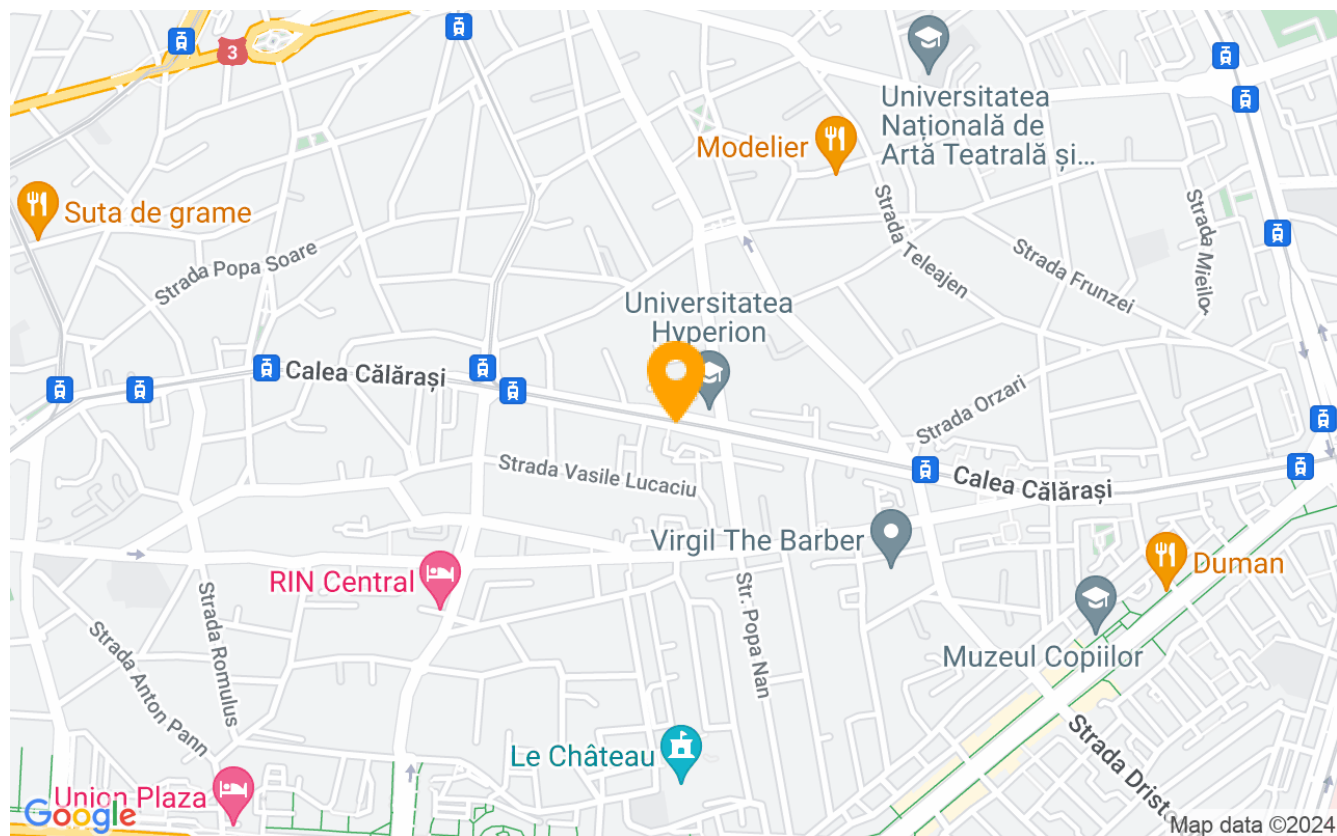 3
Universitatea
Națională de
Artă Teatrală și...
Modelier
Suta de grame
Strada Popa Soare
Strada Teleajen
Strada Mieilor
Strada Frunzei
Universitatea
Hyperion
Calea Călărași
Strada Orzari
Strada Vasile Lucaciu
Calea Călărași
Virgil The Barber
Duman
RIN Central
Str. Popa Nan
Strada Romulus
Strada Anton Pann
Muzeul Copiilor
Le Château
Strada Dristo
Union Plaza
Google
Map data ©2024